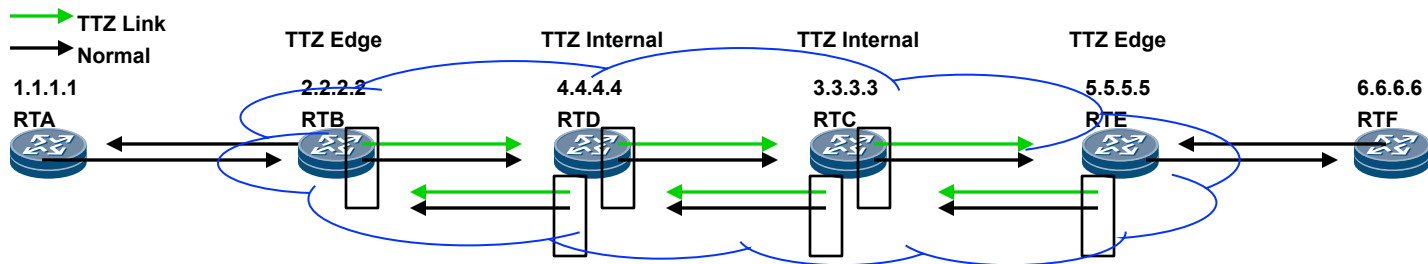 TTZ Link
Normal
TTZ Edge
TTZ Internal
TTZ Internal
TTZ Edge
1.1.1.1
2.2.2.2
4.4.4.4
3.3.3.3
5.5.5.5
6.6.6.6
RTA
RTB
RTD
RTC
RTE
RTF